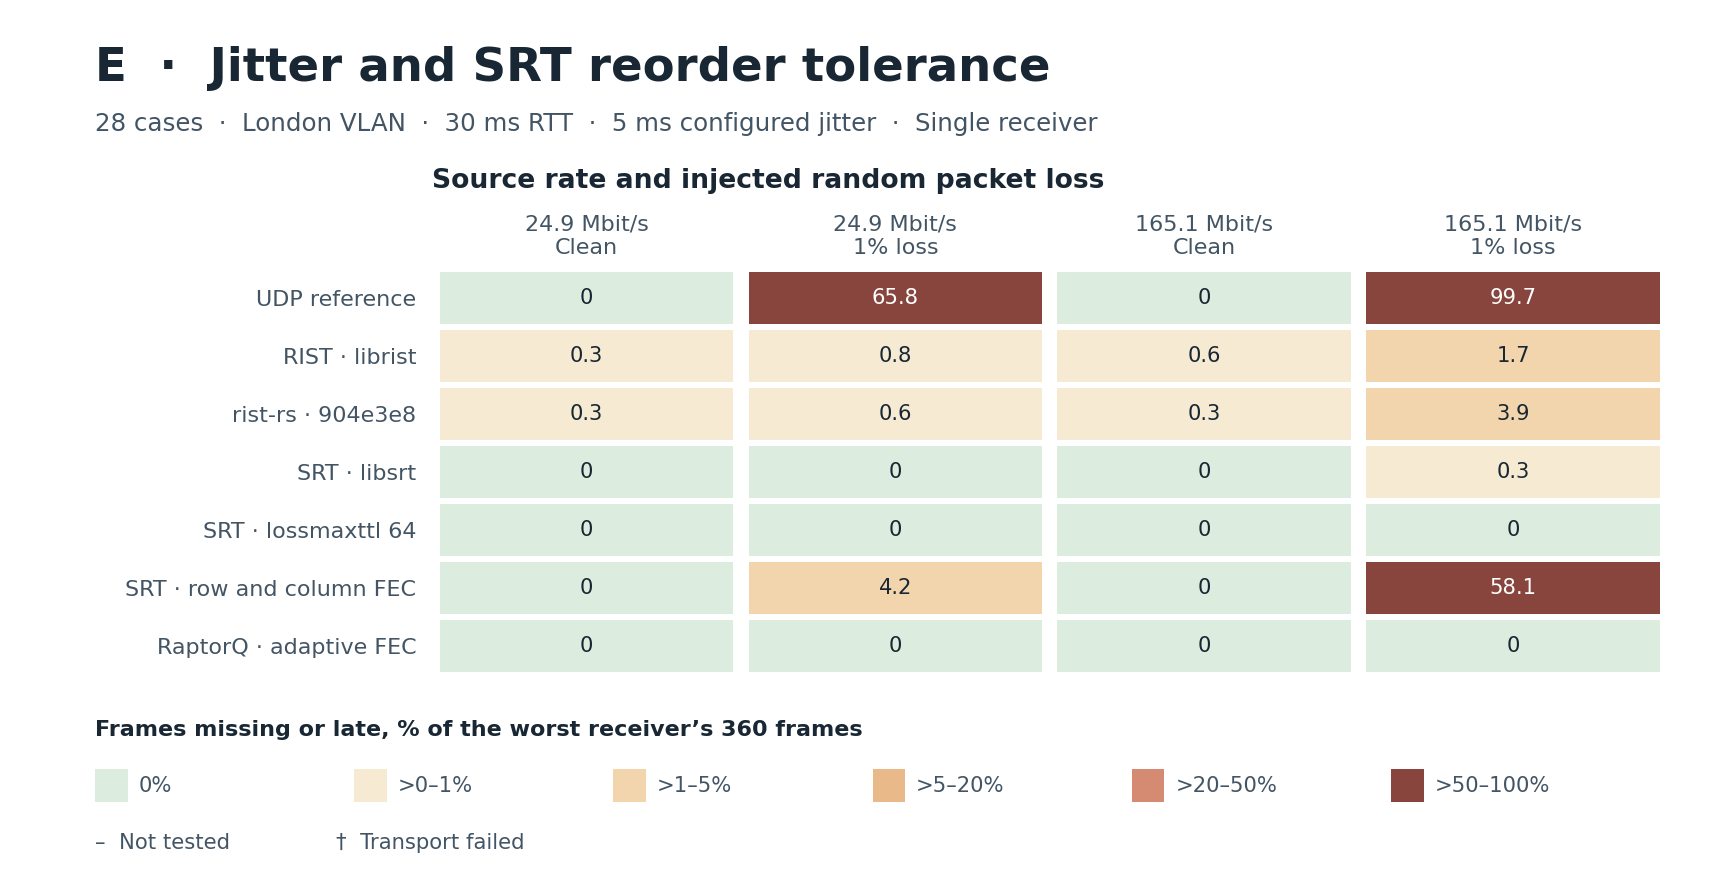 E · Jitter and SRT reorder tolerance
28 cases · London VLAN · 30 ms RTT · 5 ms configured jitter · Single receiver
Source rate and injected random packet loss
24.9 Mbit/s 24.9 Mbit/s 165.1 Mbit/s 165.1 Mbit/s
Clean 1% loss Clean 1% loss
UDP reference 0 65.8 0 99.7
RIST · librist 0.3 0.8 0.6 1.7
rist-rs · 904e3e8 0.3 0.6 0.3 3.9
SRT · libsrt 0 0 0 0.3
SRT · lossmaxttl 64 0 0 0 0
SRT · row and column FEC 0 4.2 0 58.1
RaptorQ · adaptive FEC 0 0 0 0
Frames missing or late, % of the worst receiver’s 360 frames
0% >0–1% >1–5% >5–20% >20–50% >50–100%
– Not tested † Transport failed